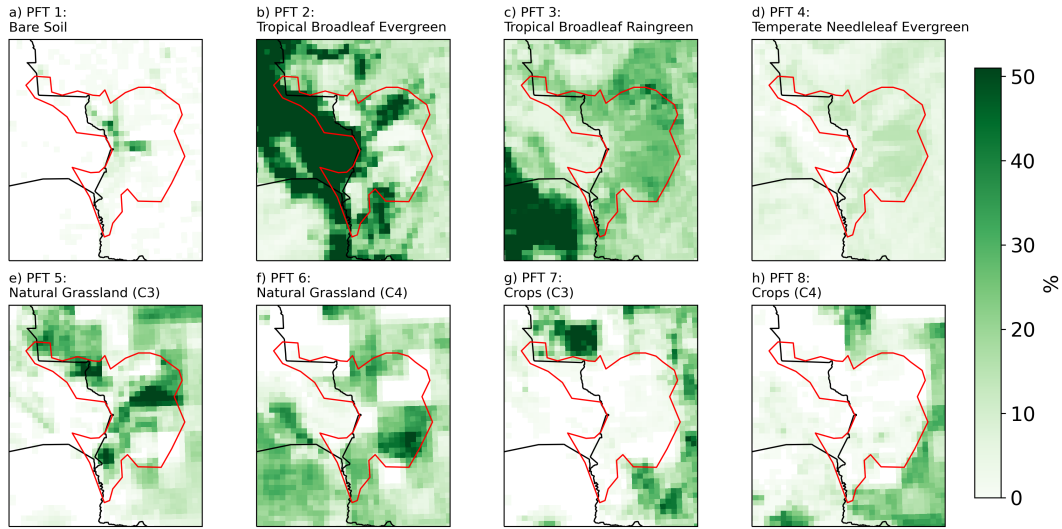 a) PFT 1:
Bare Soil
b) PFT 2:
Tropical Broadleaf Evergreen
c) PFT 3:
Tropical Broadleaf Raingreen
d) PFT 4:
Temperate Needleleaf Evergreen
e) PFT 5:
Natural Grassland (C3)
f) PFT 6:
Natural Grassland (C4)
g) PFT 7:
Crops (C3)
h) PFT 8:
Crops (C4)
50
40
30
20
10
0
%